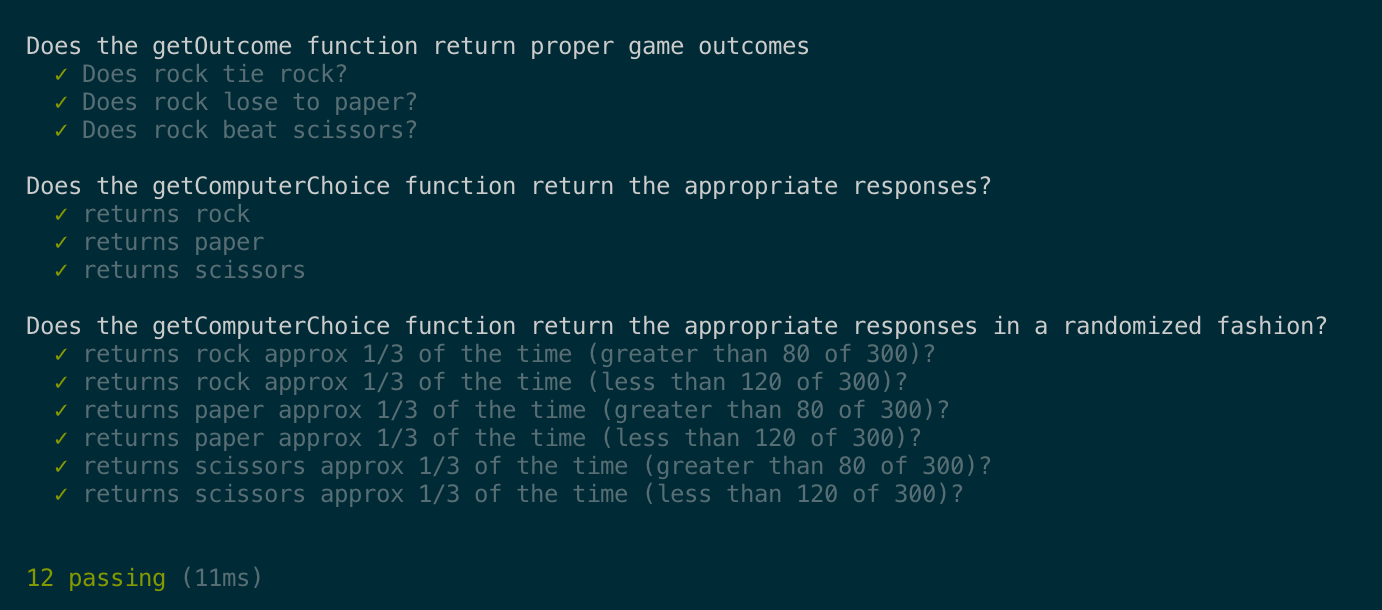 Does the getOutcome function return proper game outcomes
✓ Does rock tie rock?
✓ Does rock lose to paper?
✓ Does rock beat scissors?
Does the getComputerChoice function return the appropriate responses?
✓ returns rock
✓ returns paper
✓ returns scissors
Does the getComputerChoice function return the appropriate responses in a randomized fashion?
✓ returns rock approx 1/3 of the time (greater than 80 of 300)?
✓ returns rock approx 1/3 of the time (less than 120 of 300)?
✓ returns paper approx 1/3 of the time (greater than 80 of 300)?
✓ returns paper approx 1/3 of the time (less than 120 of 300)?
✓ returns scissors approx 1/3 of the time (greater than 80 of 300)?
✓ returns scissors approx 1/3 of the time (less than 120 of 300)?
12 passing (11ms)